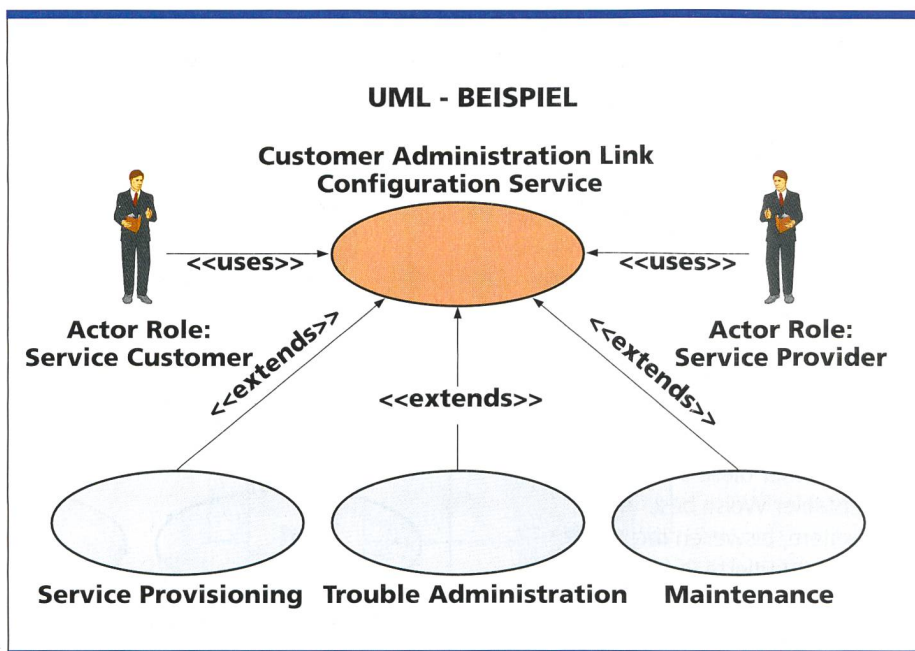 UML - BEISPIEL
Customer Administration Link
Configuration Service
<<uses>>
<<uses>>
Actor Role:
Service Customer
Actor Role:
Service Provider
<<extends>>
<<extends>>
<<extends>>
Service Provisioning
Trouble Administration
Maintenance